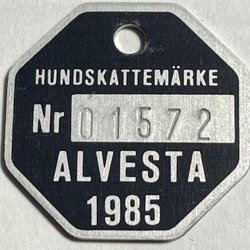 HUNDSKATTEMÄRKE
Nr 01572
ALVESTA
1985